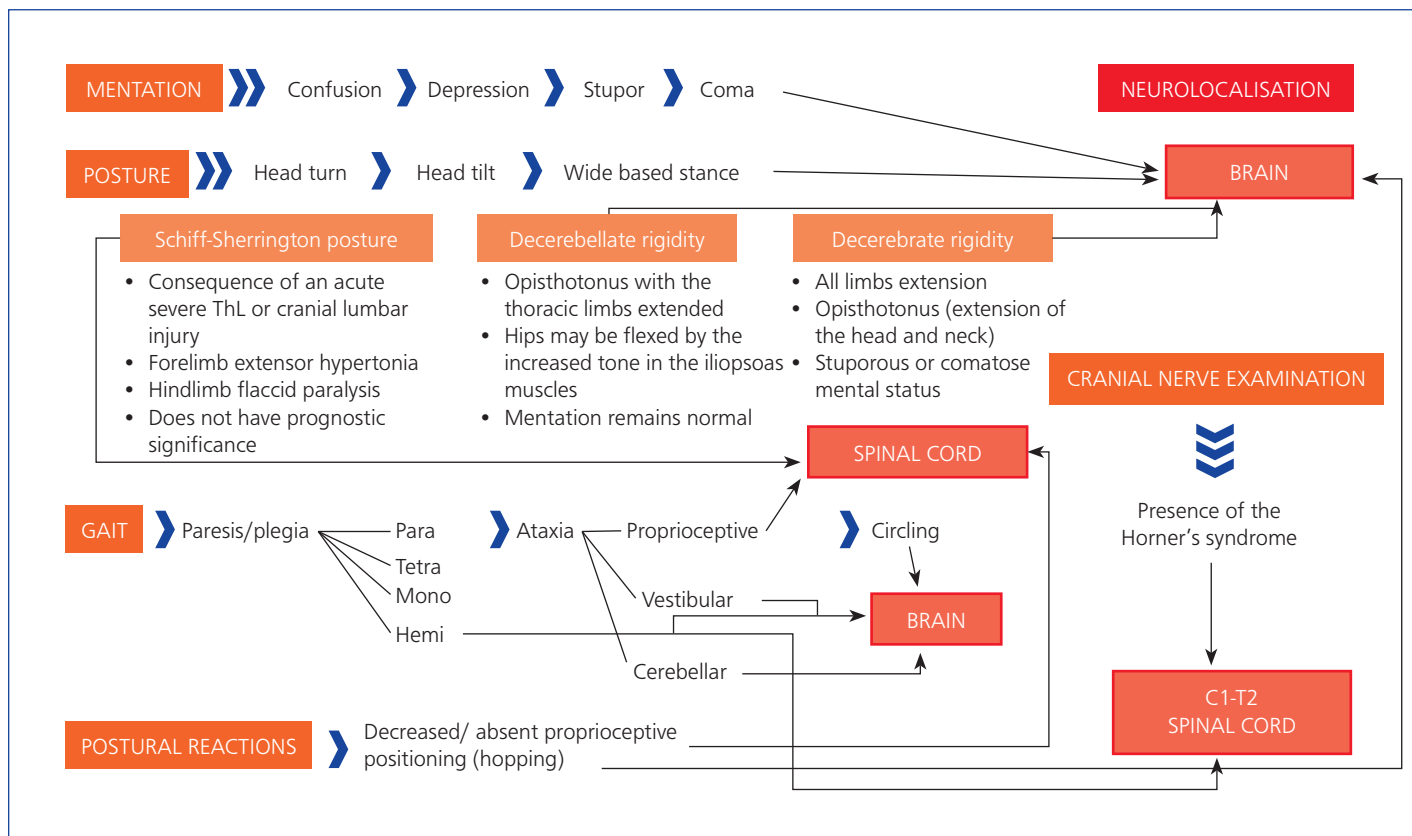 MENTATION
Confusion
Depression
Stupor
Coma
NEUROLOCALISATION
POSTURE
Head turn
Head tilt
Wide based stance
BRAIN
Schiff-Sherrington posture
• Consequence of an acute
severe ThL or cranial lumbar
injury
• Forelimb extensor hypertonia
• Hindlimb flaccid paralysis
• Does not have prognostic
significance
Decerebellate rigidity
• Opisthotonus with the
thoracic limbs extended
• Hips may be flexed by the
increased tone in the iliopsoas
muscles
• Mentation remains normal
Decerebrate rigidity
• All limbs extension
• Opisthotonus (extension of
the head and neck)
• Stuporous or comatose
mental status
CRANIAL NERVE EXAMINATION
Presence of the
Horner's syndrome
SPINAL CORD
GAIT
Paresis/plegia
Para
Tetra
Mono
Hemi
Ataxia
Proprioceptive
Vestibular
Cerebellar
Circling
BRAIN
C1-T2
SPINAL CORD
POSTURAL REACTIONS
Decreased/ absent proprioceptive
positioning (hopping)